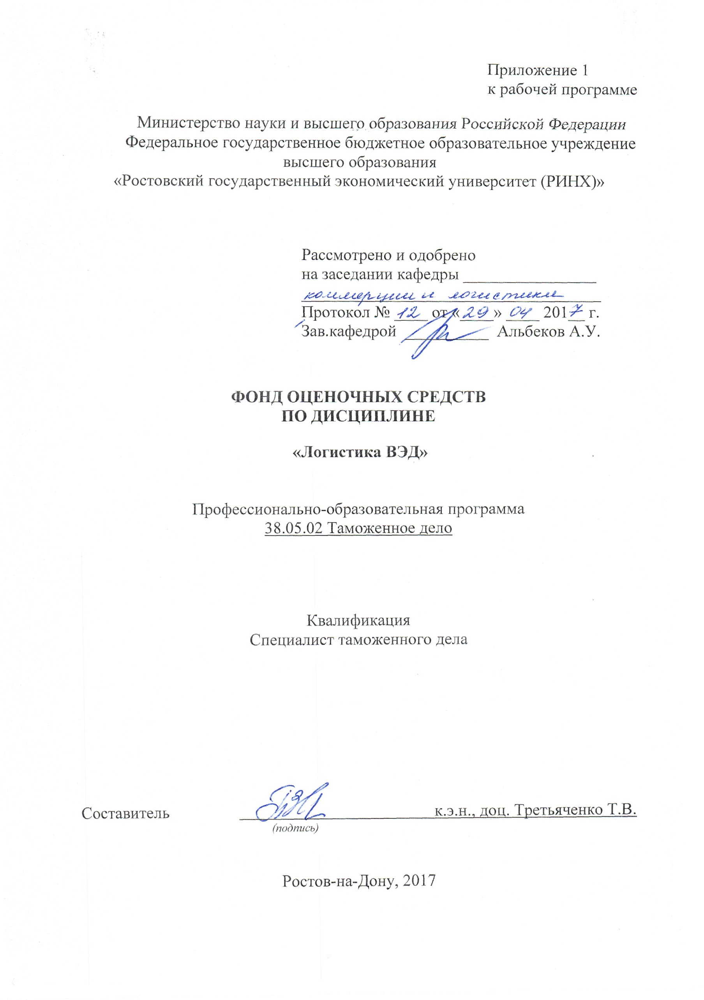 Приложение 1
к рабочей программе
Министерство науки и высшего образования Российской Федерации
Федеральное государственное бюджетное образовательное учреждение
высшего образования
«Ростовский государственный экономический университет (РИНХ)»
Рассмотрено и одобрено
на заседании кафедры
коммерции и логистики
Протокол № 12 от «29» 04 2017 г.
Зав.кафедрой Альбеков А.У.
ФОНД ОЦЕНОЧНЫХ СРЕДСТВ
ПО ДИСЦИПЛИНЕ
«Логистика ВЭД»
Профессионально-образовательная программа
38.05.02 Таможенное дело
Квалификация
Специалист таможенного дела
Составитель к.э.н., доц. Третьяченко Т.В.
(подпись)
Ростов-на-Дону, 2017